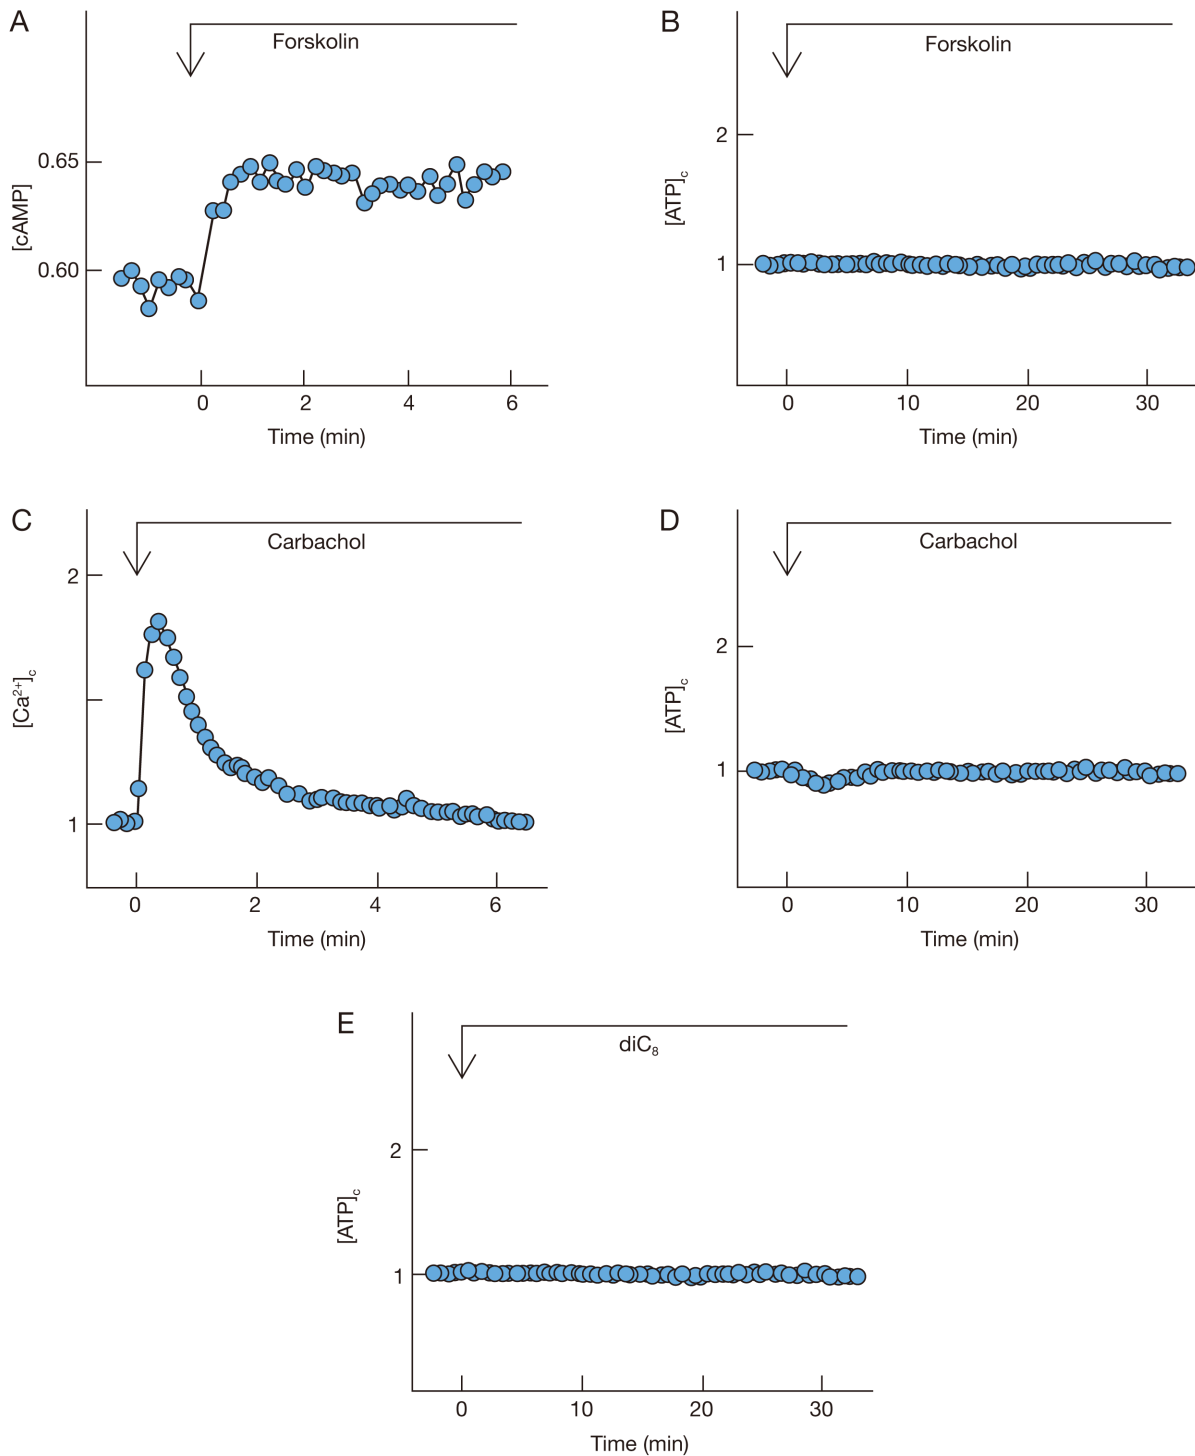 A
Forskolin
0.65
0.60
[cAMP]
0 2 4 6
Time (min)
B
Forskolin
2
1
[ATP]c
0 10 20 30
Time (min)
C
Carbachol
2
1
[Ca²⁺]c
0 2 4 6
Time (min)
D
Carbachol
2
1
[ATP]c
0 10 20 30
Time (min)
E
diC₈
2
1
[ATP]c
0 10 20 30
Time (min)